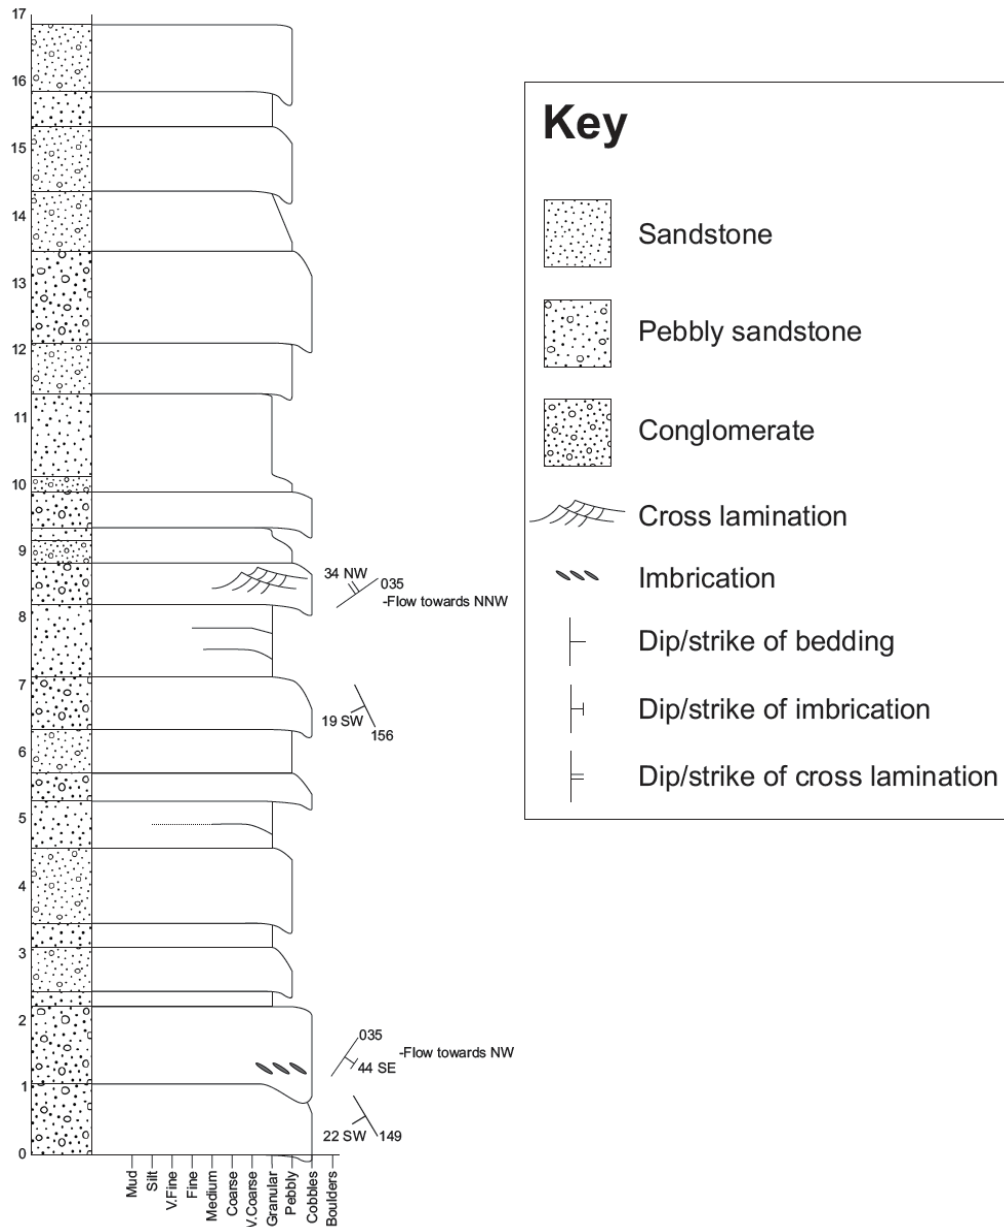 17
16
15
14
13
12
11
10
9
8
7
6
5
4
3
2
1
0
34 NW
035
-Flow towards NNW
19 SW
156
035
-Flow towards NW
44 SE
22 SW
149
Mud
Silt
V.Fine
Fine
Medium
Coarse
V.Coarse
Granular
Pebbly
Cobbles
Boulders
Key
Sandstone
Pebbly sandstone
Conglomerate
Cross lamination
Imbrication
Dip/strike of bedding
Dip/strike of imbrication
Dip/strike of cross lamination